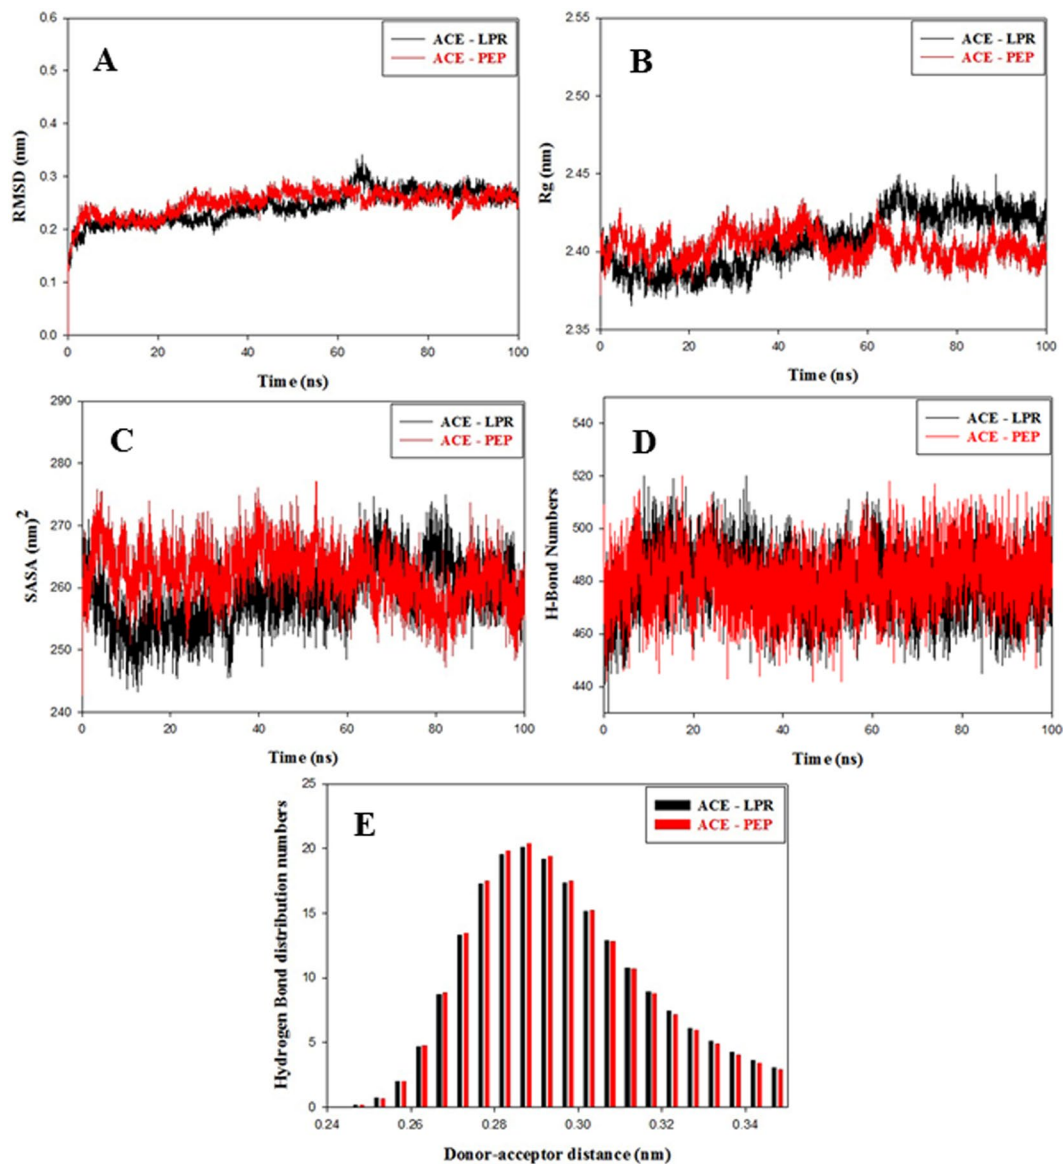 A
ACE - LPR
ACE - PEP
RMSD (nm)
0.6
0.5
0.4
0.3
0.2
0.1
0.0
0 20 40 60 80 100
Time (ns)
B
ACE - LPR
ACE - PEP
Rg (nm)
2.55
2.50
2.45
2.40
2.35
0 20 40 60 80 100
Time (ns)
C
ACE - LPR
ACE - PEP
SASA (nm)2
290
280
270
260
250
240
0 20 40 60 80 100
Time (ns)
D
ACE - LPR
ACE - PEP
H-Bond Numbers
540
520
500
480
460
440
0 20 40 60 80 100
Time (ns)
E
ACE - LPR
ACE - PEP
Hydrogen Bond distribution numbers
25
20
15
10
5
0
0.24 0.26 0.28 0.30 0.32 0.34
Donor-acceptor distance (nm)